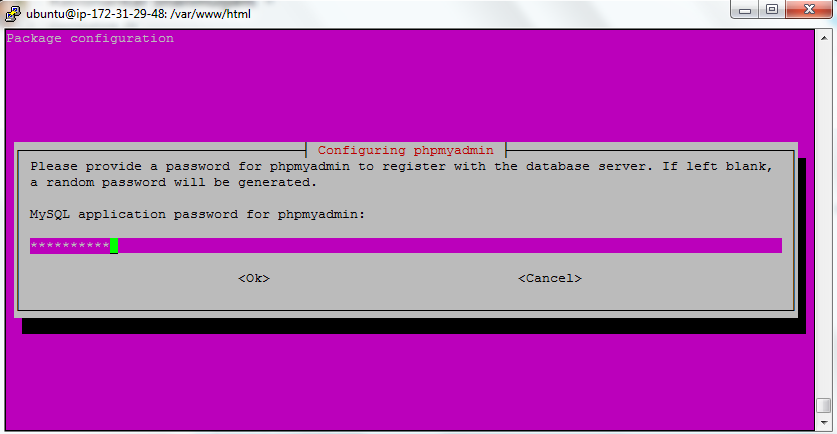 ubuntu@ip-172-31-29-48: /var/www/html
Package configuration
Configuring phpmyadmin
Please provide a password for phpmyadmin to register with the database server. If left blank,
a random password will be generated.
MySQL application password for phpmyadmin:
**********
<Ok> <Cancel>